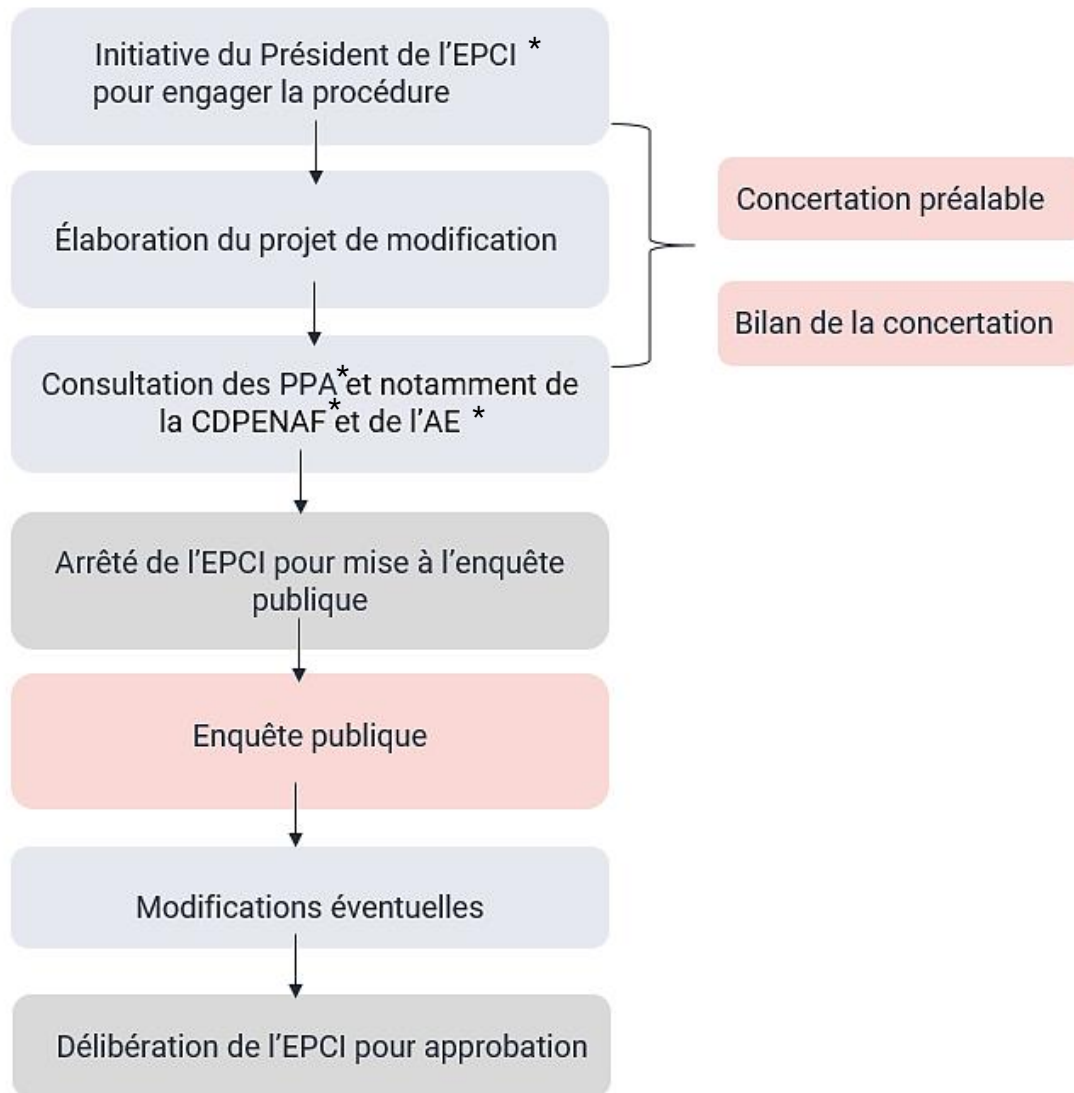 Initiative du Président de l’EPCI *
pour engager la procédure
Concertation préalable
Élaboration du projet de modification
Bilan de la concertation
Consultation des PPA* et notamment de
la CDPENAF* et de l’AE *
Arrêté de l’EPCI pour mise à l’enquête
publique
Enquête publique
Modifications éventuelles
Délibération de l’EPCI pour approbation